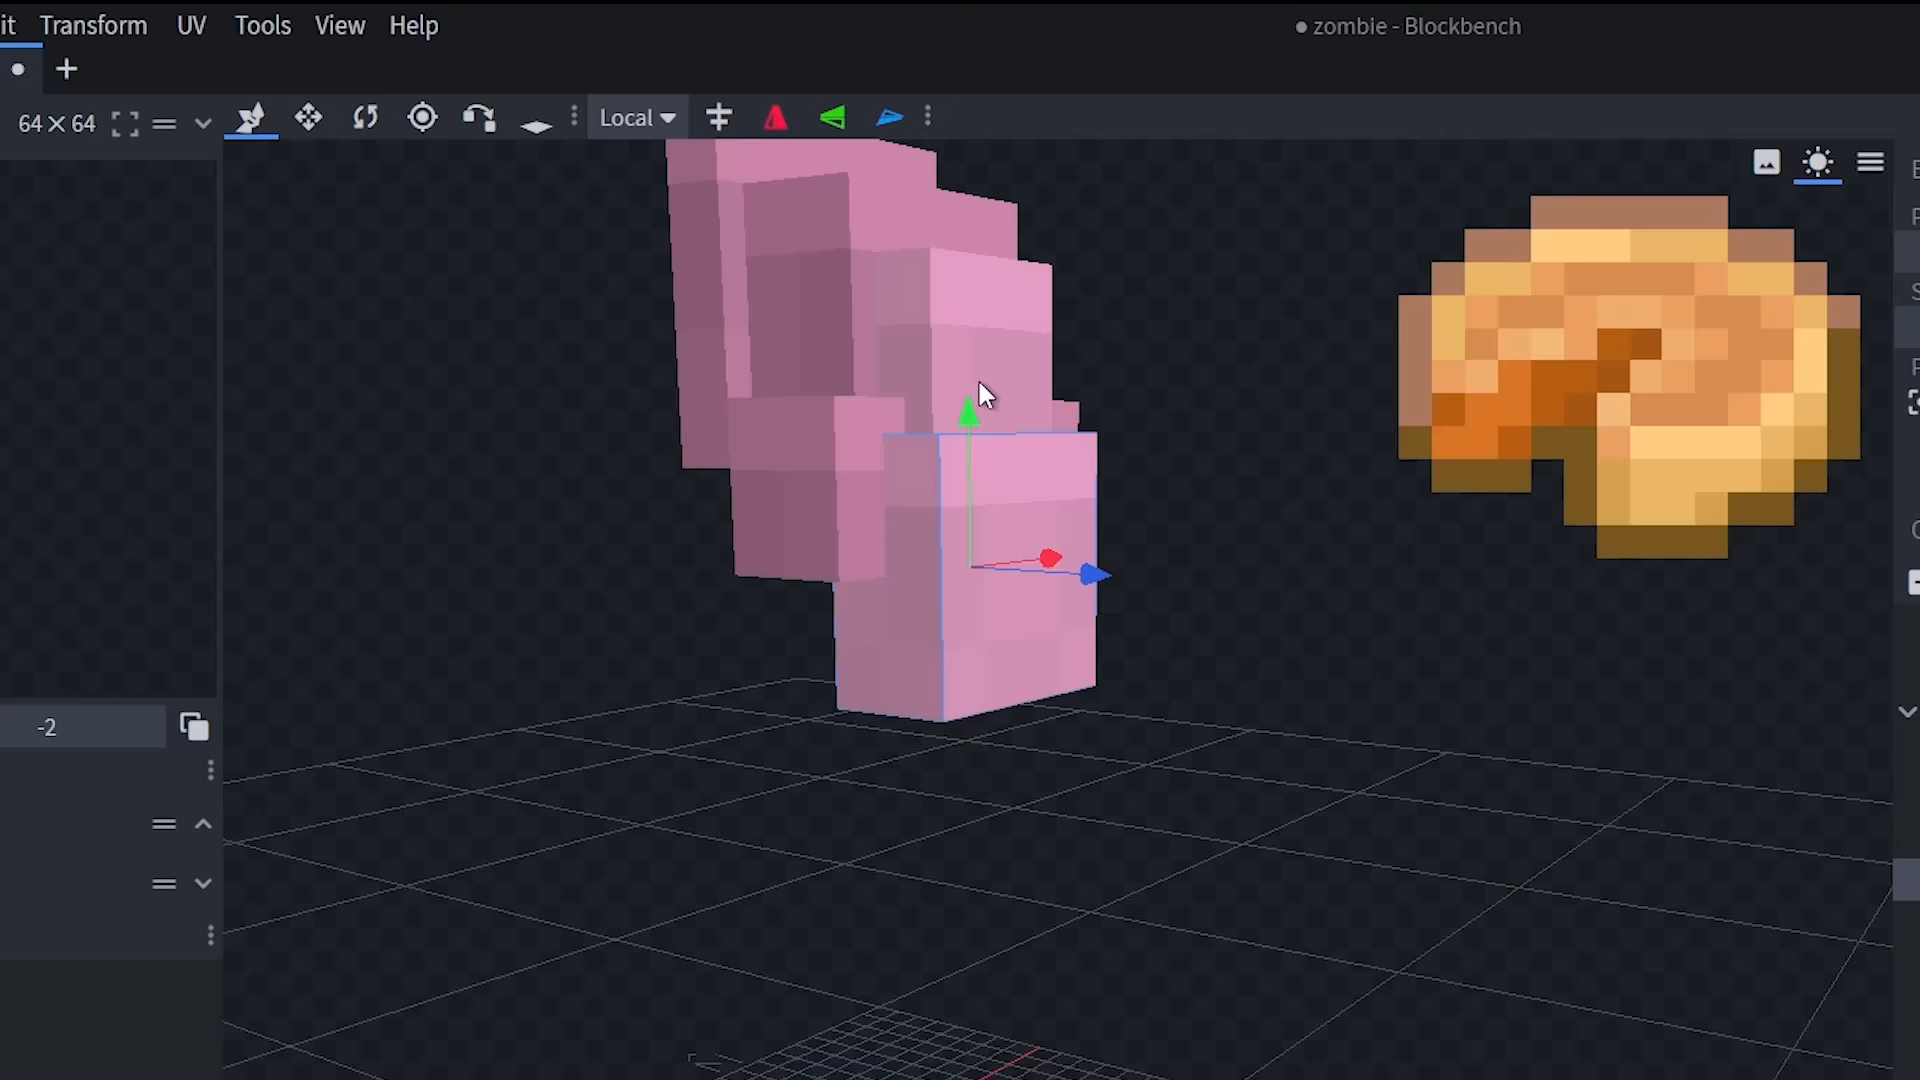 it Transform UV Tools View Help
zombie - Blockbench
64×64
Local
-2